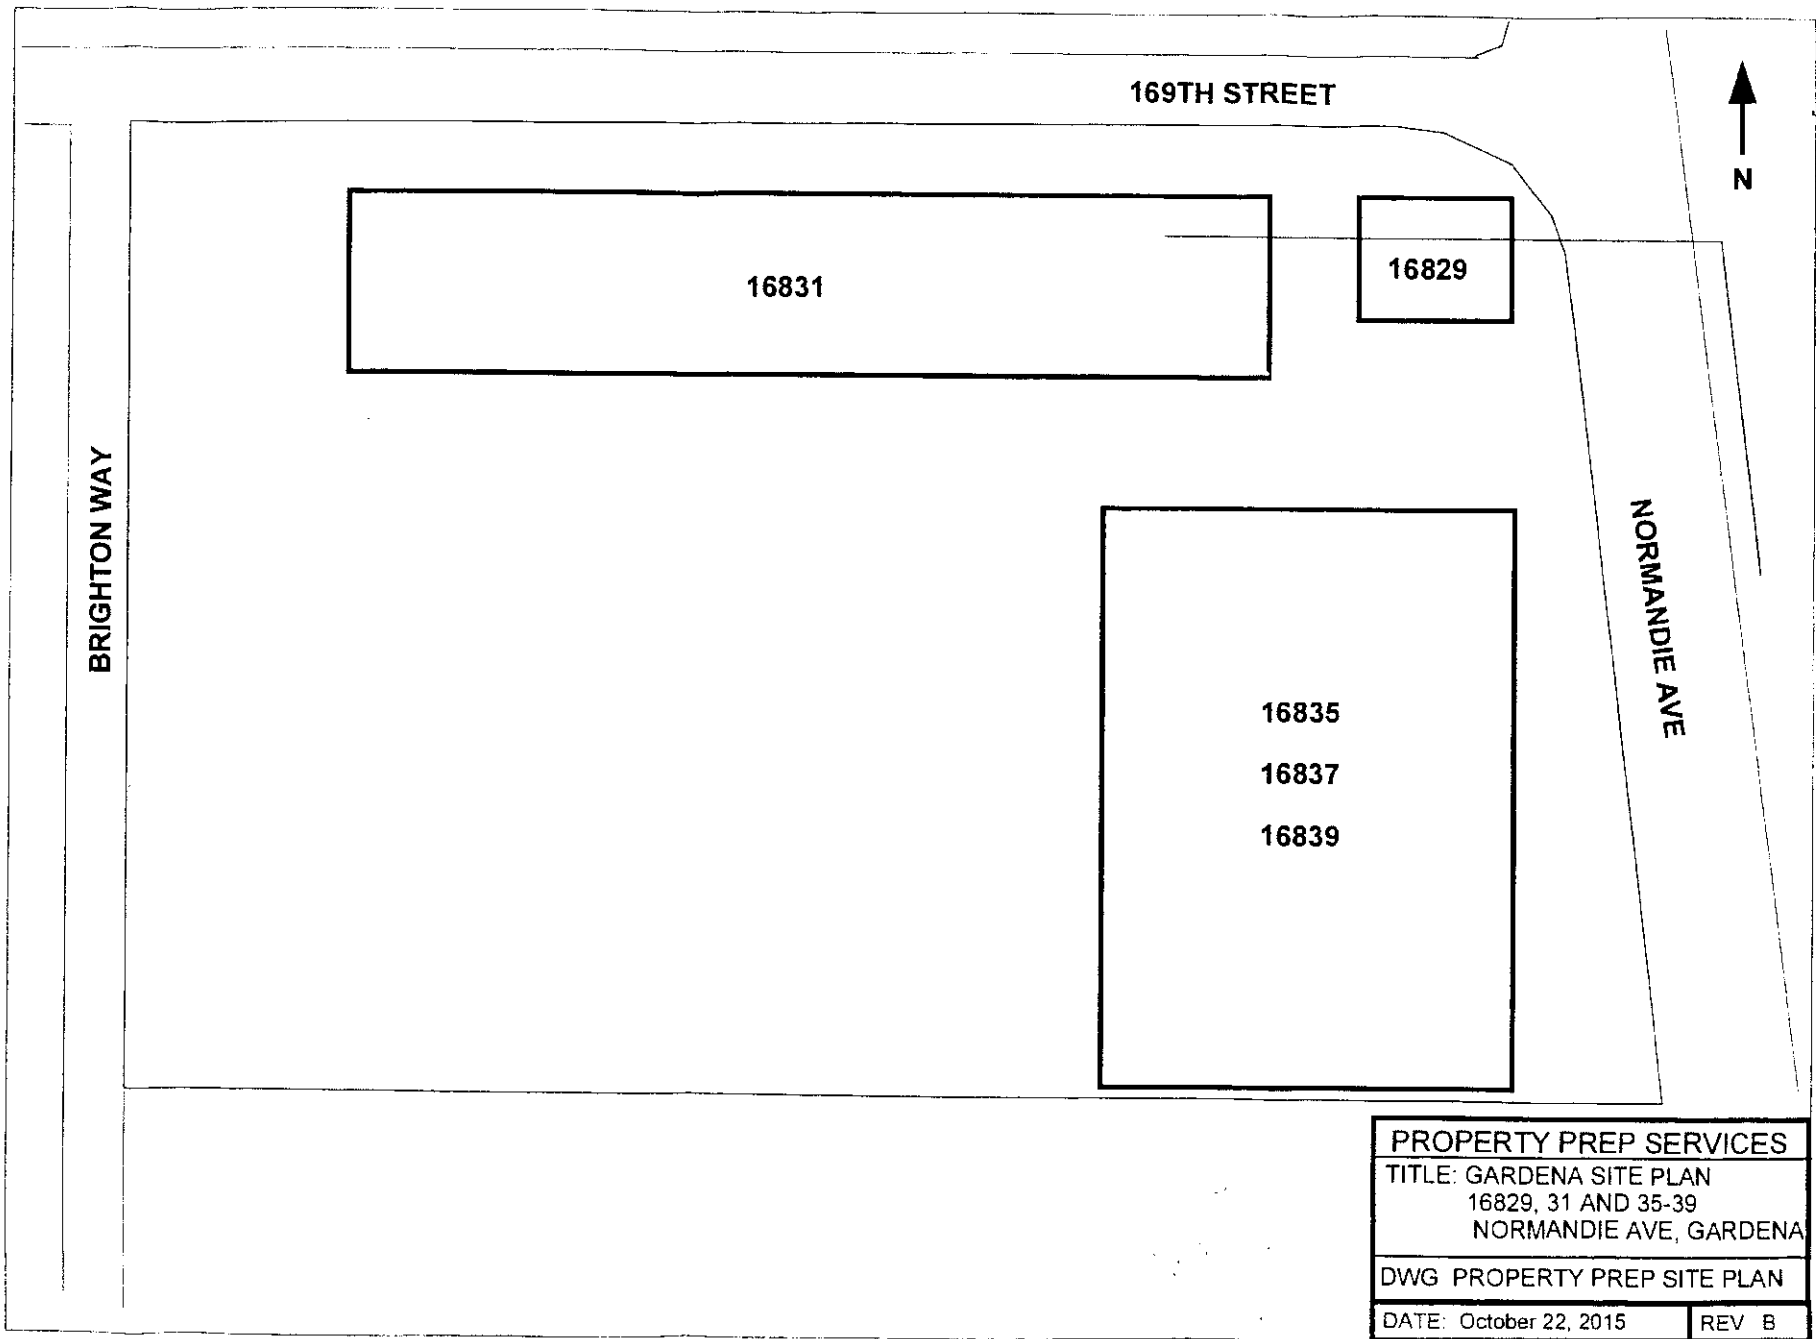 169TH STREET
N
16831
16829
BRIGHTON WAY
NORMANDIE AVE
16835
16837
16839
PROPERTY PREP SERVICES
TITLE: GARDENA SITE PLAN
16829, 31 AND 35-39
NORMANDIE AVE, GARDENA
DWG PROPERTY PREP SITE PLAN
DATE: October 22, 2015 REV B